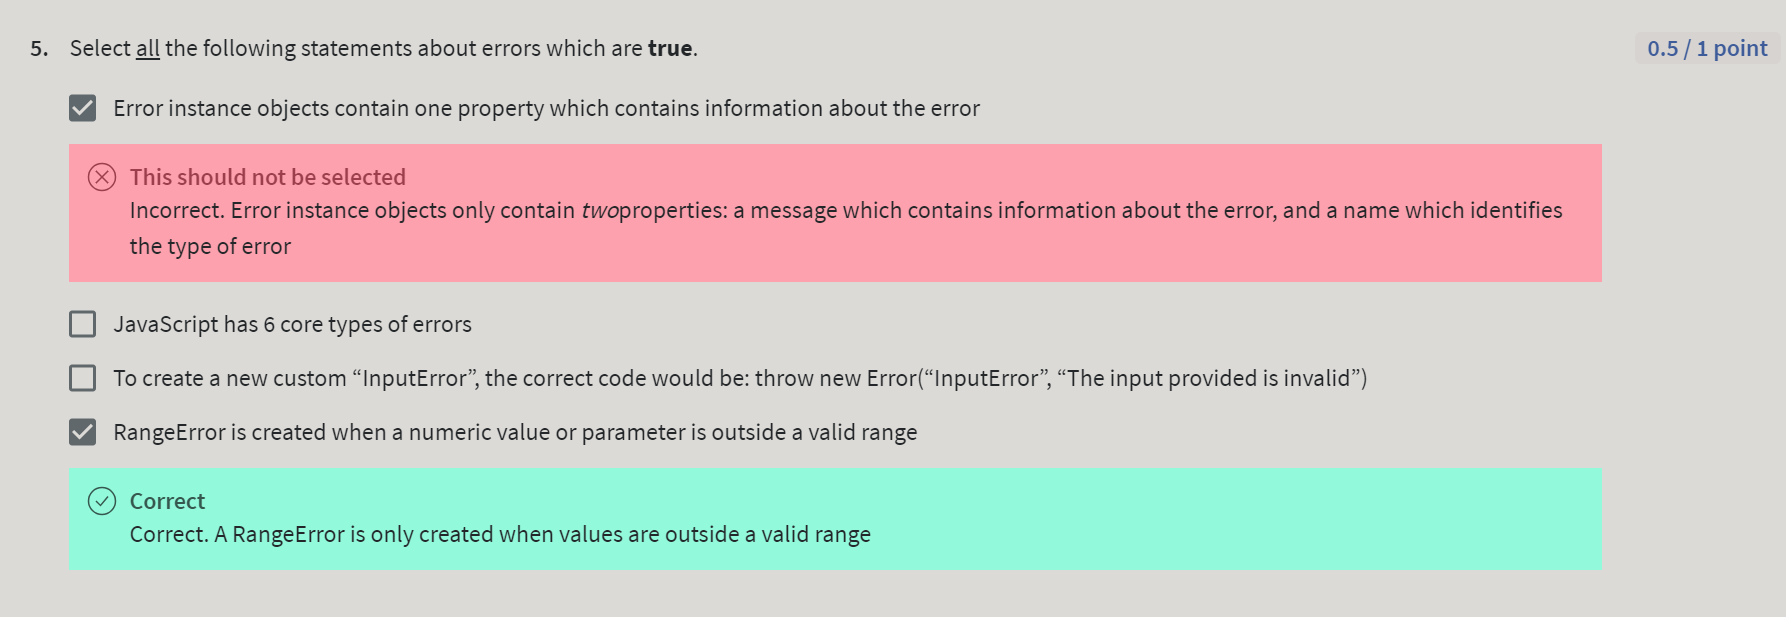 5. Select all the following statements about errors which are true.
0.5 / 1 point
Error instance objects contain one property which contains information about the error
This should not be selected
Incorrect. Error instance objects only contain twoproperties: a message which contains information about the error, and a name which identifies
the type of error
JavaScript has 6 core types of errors
To create a new custom “InputError”, the correct code would be: throw new Error(“InputError”, “The input provided is invalid”)
RangeError is created when a numeric value or parameter is outside a valid range
Correct
Correct. A RangeError is only created when values are outside a valid range